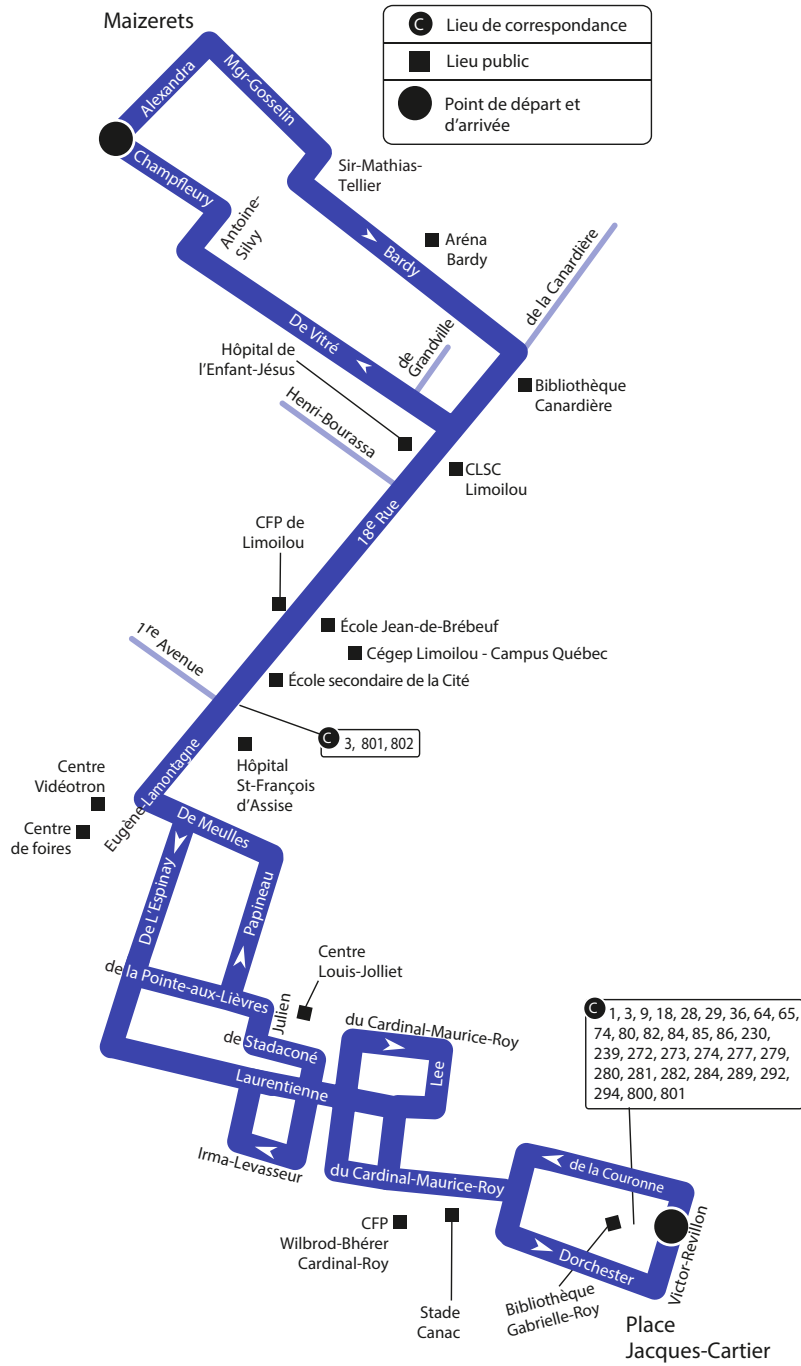 Maizerets
C Lieu de correspondance
Lieu public
Point de départ et
d'arrivée
Alexandra
Mgr-Gosselin
Champfleury
Sir-Mathias-
Tellier
Antoine-
Silvy
Aréna
Bardy
Bardy
de la Canardière
De Vitré
de
Grandville
Hôpital de
l'Enfant-Jésus
Bibliothèque
Canardière
Henri-Bourassa
CLSC
Limoilou
18e Rue
CFP de
Limoilou
École Jean-de-Brébeuf
Cégep Limoilou - Campus Québec
École secondaire de la Cité
1re Avenue
C 3, 801, 802
Hôpital
St-François
d'Assise
Centre
Vidéotron
Centre
de foires
Eugène-Lamontagne
De Meulles
De L'Espinay
Papineau
de la Pointe-aux-Lièvres
Julien
Centre
Louis-Jolliet
de Stadaconé
du Cardinal-Maurice-Roy
Lee
Laurentienne
Irma-Levasseur
du Cardinal-Maurice-Roy
C 1, 3, 9, 18, 28, 29, 36, 64, 65,
74, 80, 82, 84, 85, 86, 230,
239, 272, 273, 274, 277, 279,
280, 281, 282, 284, 289, 292,
294, 800, 801
de la Couronne
Dorchester
Victor-Revillon
CFP
Wilbrod-Bhérer
Cardinal-Roy
Stade
Canac
Bibliothèque
Gabrielle-Roy
Place
Jacques-Cartier